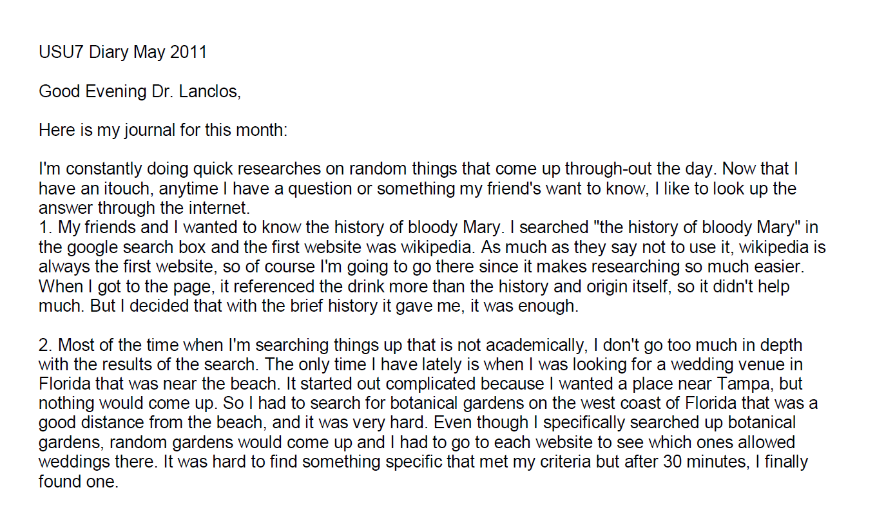 USU7 Diary May 2011
Good Evening Dr. Lanclos,
Here is my journal for this month:
I'm constantly doing quick researches on random things that come up through-out the day. Now that I
have an itouch, anytime I have a question or something my friend's want to know, I like to look up the
answer through the internet.
1. My friends and I wanted to know the history of bloody Mary. I searched "the history of bloody Mary" in
the google search box and the first website was wikipedia. As much as they say not to use it, wikipedia is
always the first website, so of course I'm going to go there since it makes researching so much easier.
When I got to the page, it referenced the drink more than the history and origin itself, so it didn't help
much. But I decided that with the brief history it gave me, it was enough.
2. Most of the time when I'm searching things up that is not academically, I don't go too much in depth
with the results of the search. The only time I have lately is when I was looking for a wedding venue in
Florida that was near the beach. It started out complicated because I wanted a place near Tampa, but
nothing would come up. So I had to search for botanical gardens on the west coast of Florida that was a
good distance from the beach, and it was very hard. Even though I specifically searched up botanical
gardens, random gardens would come up and I had to go to each website to see which ones allowed
weddings there. It was hard to find something specific that met my criteria but after 30 minutes, I finally
found one.